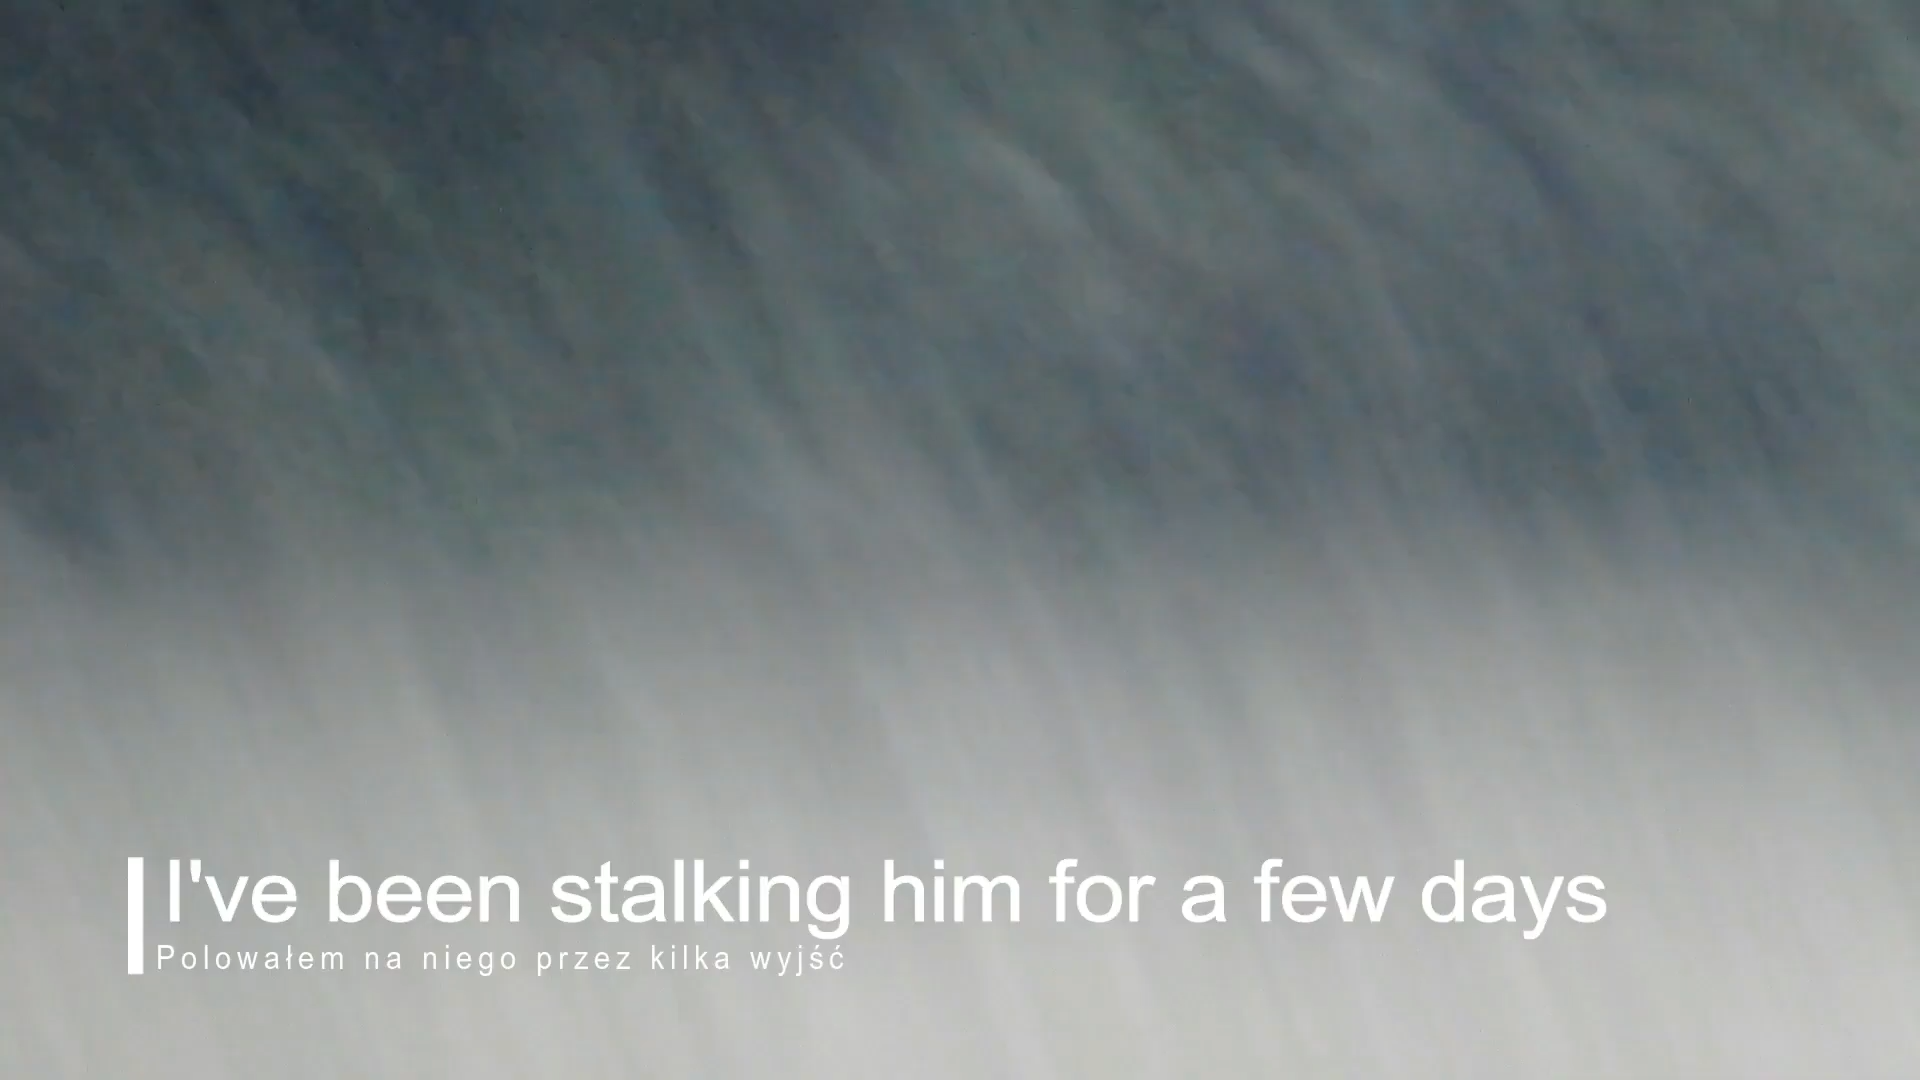 I've been stalking him for a few days
Polowałem na niego przez kilka wyjść